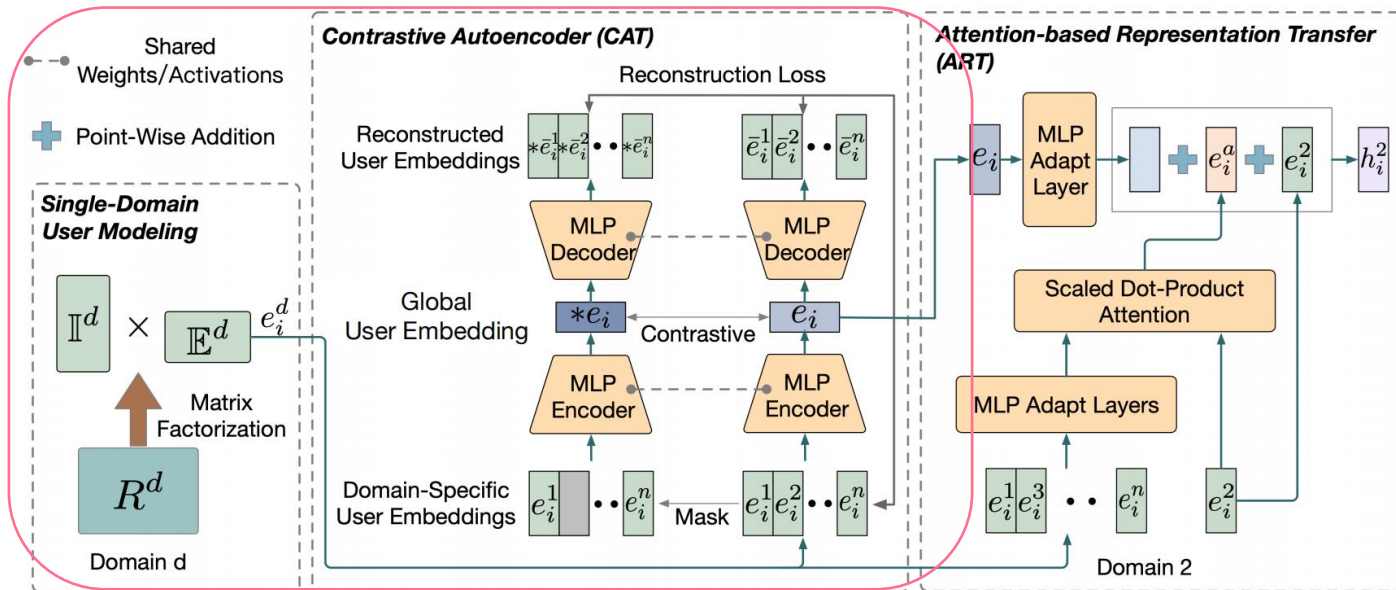 Shared
Weights/Activations
Point-Wise Addition
Single-Domain
User Modeling
𝕀^d
×
𝔼^d
e_i^d
Matrix
Factorization
R^d
Domain d
Contrastive Autoencoder (CAT)
Reconstruction Loss
Reconstructed
User Embeddings
*ē_i^1 *ē_i^2 •• *ē_i^n
ē_i^1 ē_i^2 •• ē_i^n
MLP
Decoder
MLP
Decoder
Global
User Embedding
*e_i
Contrastive
e_i
MLP
Encoder
MLP
Encoder
Domain-Specific
User Embeddings
e_i^1 •• e_i^n
Mask
e_i^1 e_i^2 •• e_i^n
Attention-based Representation Transfer
(ART)
e_i
MLP
Adapt
Layer
e_i^a
e_i^2
h_i^2
Scaled Dot-Product
Attention
MLP Adapt Layers
e_i^1 e_i^3 •• e_i^n
e_i^2
Domain 2